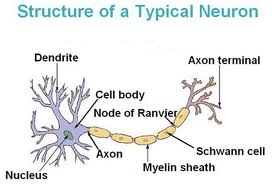 Structure of a Typical Neuron
Dendrite
Axon terminal
Cell body
Node of Ranvier
Schwann cell
Axon
Myelin sheath
Nucleus